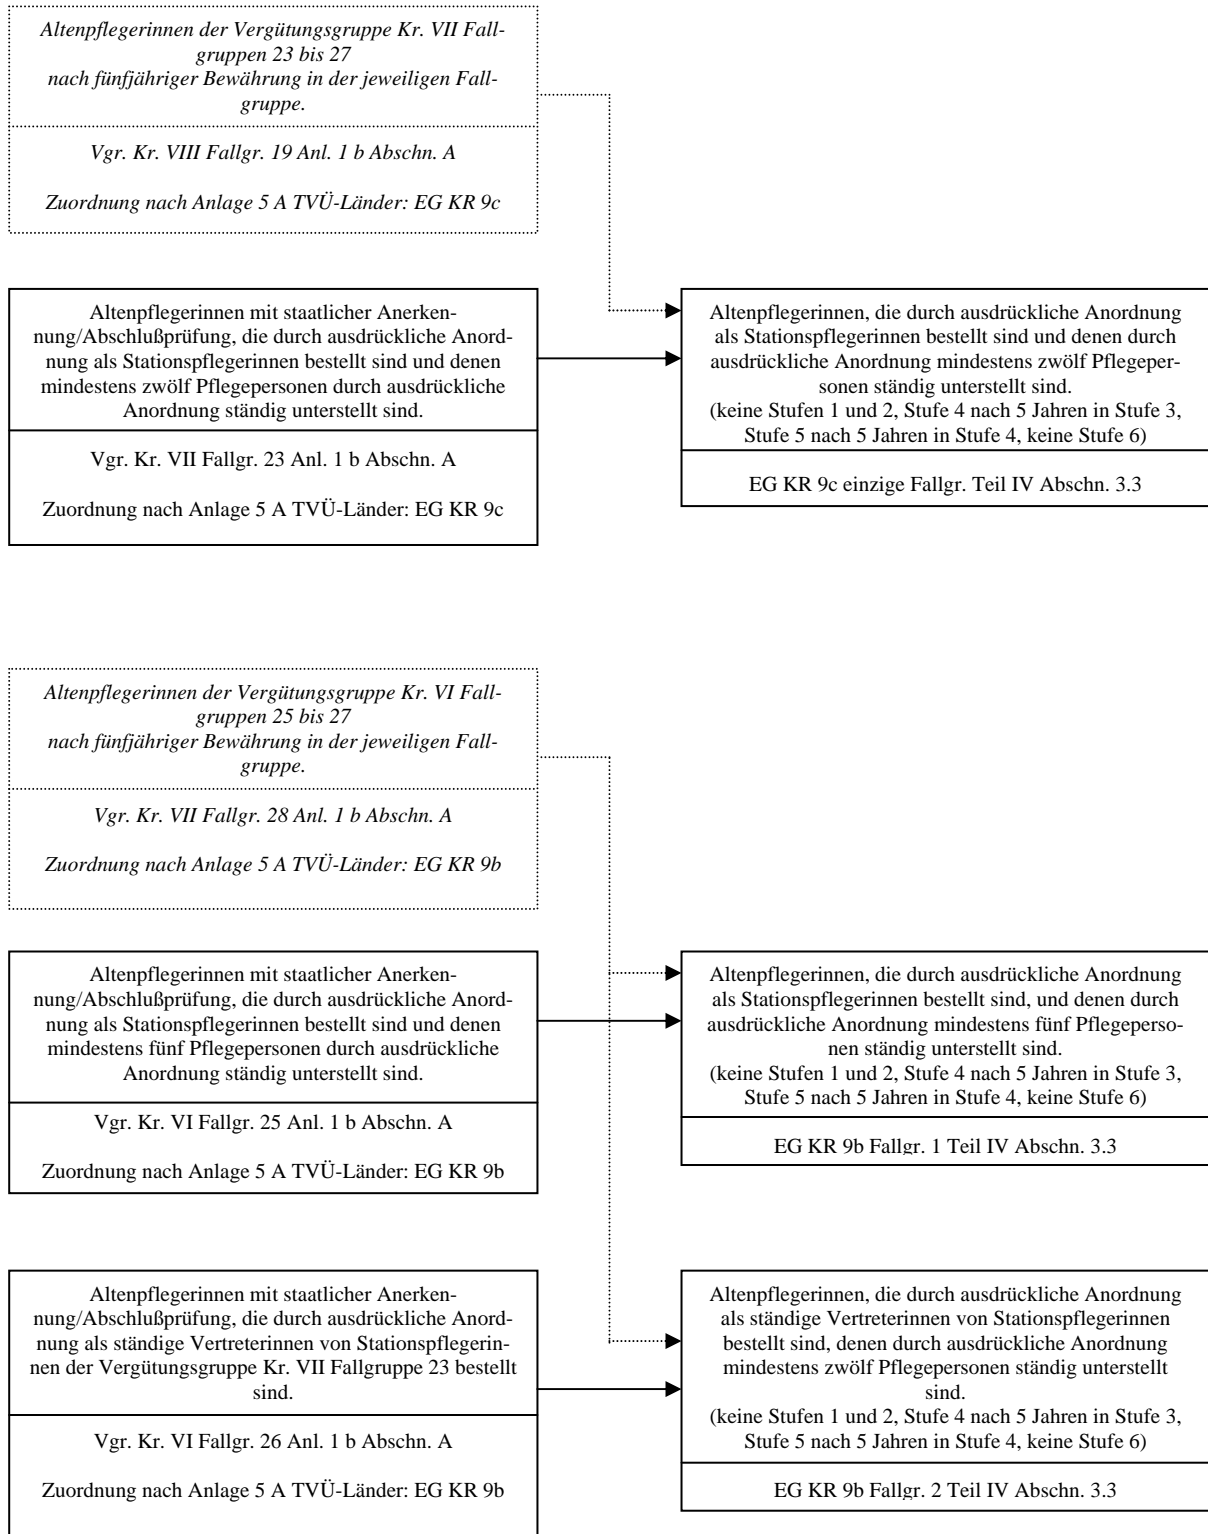 Altenpflegerinnen der Vergütungsgruppe Kr. VII Fall-
gruppen 23 bis 27
nach fünfjähriger Bewährung in der jeweiligen Fall-
gruppe.
Vgr. Kr. VIII Fallgr. 19 Anl. 1 b Abschn. A
Zuordnung nach Anlage 5 A TVÜ-Länder: EG KR 9c
Altenpflegerinnen mit staatlicher Anerken-
nung/Abschlußprüfung, die durch ausdrückliche Anord-
nung als Stationspflegerinnen bestellt sind und denen
mindestens zwölf Pflegepersonen durch ausdrückliche
Anordnung ständig unterstellt sind.
Vgr. Kr. VII Fallgr. 23 Anl. 1 b Abschn. A
Zuordnung nach Anlage 5 A TVÜ-Länder: EG KR 9c
Altenpflegerinnen, die durch ausdrückliche Anordnung
als Stationspflegerinnen bestellt sind und denen durch
ausdrückliche Anordnung mindestens zwölf Pflegeper-
sonen ständig unterstellt sind.
(keine Stufen 1 und 2, Stufe 4 nach 5 Jahren in Stufe 3,
Stufe 5 nach 5 Jahren in Stufe 4, keine Stufe 6)
EG KR 9c einzige Fallgr. Teil IV Abschn. 3.3
Altenpflegerinnen der Vergütungsgruppe Kr. VI Fall-
gruppen 25 bis 27
nach fünfjähriger Bewährung in der jeweiligen Fall-
gruppe.
Vgr. Kr. VII Fallgr. 28 Anl. 1 b Abschn. A
Zuordnung nach Anlage 5 A TVÜ-Länder: EG KR 9b
Altenpflegerinnen mit staatlicher Anerken-
nung/Abschlußprüfung, die durch ausdrückliche Anord-
nung als Stationspflegerinnen bestellt sind und denen
mindestens fünf Pflegepersonen durch ausdrückliche
Anordnung ständig unterstellt sind.
Vgr. Kr. VI Fallgr. 25 Anl. 1 b Abschn. A
Zuordnung nach Anlage 5 A TVÜ-Länder: EG KR 9b
Altenpflegerinnen, die durch ausdrückliche Anordnung
als Stationspflegerinnen bestellt sind, und denen durch
ausdrückliche Anordnung mindestens fünf Pflegeperso-
nen ständig unterstellt sind.
(keine Stufen 1 und 2, Stufe 4 nach 5 Jahren in Stufe 3,
Stufe 5 nach 5 Jahren in Stufe 4, keine Stufe 6)
EG KR 9b Fallgr. 1 Teil IV Abschn. 3.3
Altenpflegerinnen mit staatlicher Anerken-
nung/Abschlußprüfung, die durch ausdrückliche Anord-
nung als ständige Vertreterinnen von Stationspflegerin-
nen der Vergütungsgruppe Kr. VII Fallgruppe 23 bestellt
sind.
Vgr. Kr. VI Fallgr. 26 Anl. 1 b Abschn. A
Zuordnung nach Anlage 5 A TVÜ-Länder: EG KR 9b
Altenpflegerinnen, die durch ausdrückliche Anordnung
als ständige Vertreterinnen von Stationspflegerinnen
bestellt sind, denen durch ausdrückliche Anordnung
mindestens zwölf Pflegepersonen ständig unterstellt
sind.
(keine Stufen 1 und 2, Stufe 4 nach 5 Jahren in Stufe 3,
Stufe 5 nach 5 Jahren in Stufe 4, keine Stufe 6)
EG KR 9b Fallgr. 2 Teil IV Abschn. 3.3